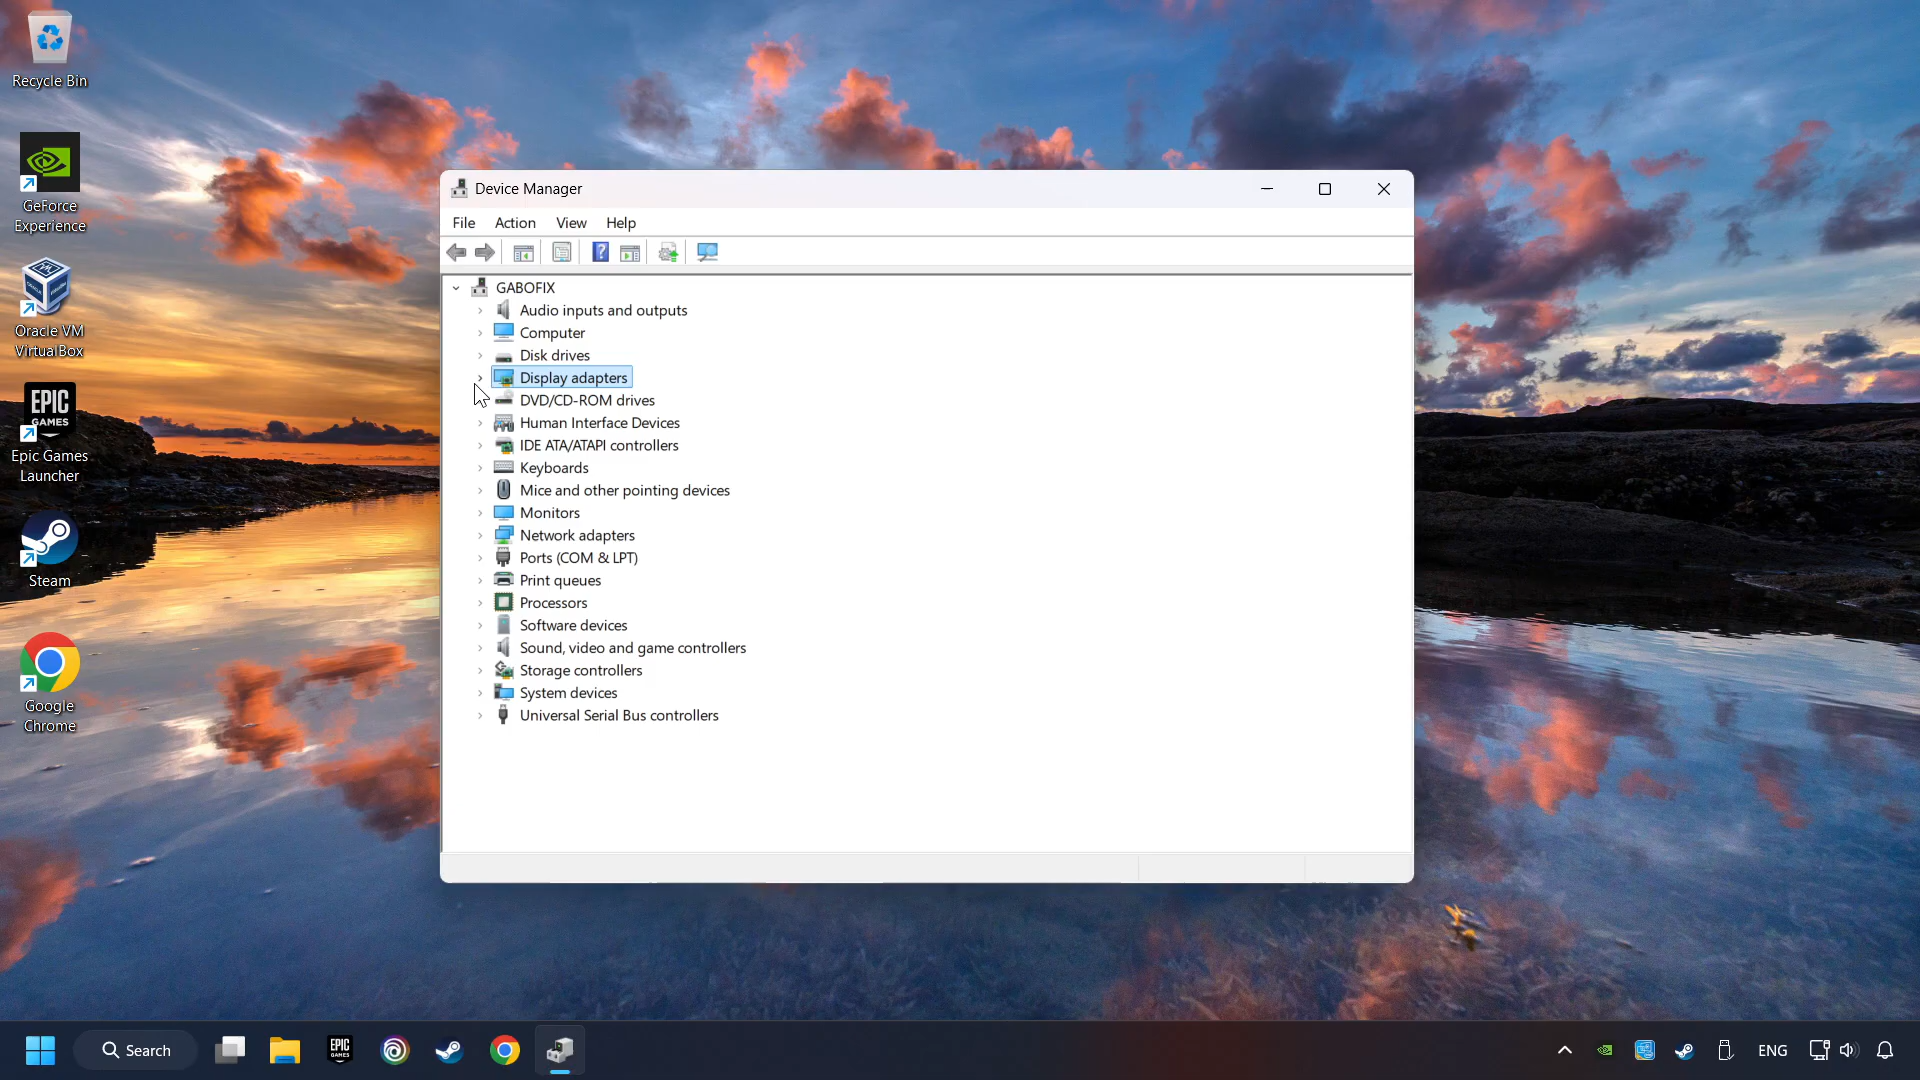 Recycle Bin
GeForce
Experience
Oracle VM
VirtualBox
EPIC
GAMES
Epic Games
Launcher
Steam
Google
Chrome
Device Manager
File Action View Help
GABOFIX
Audio inputs and outputs
Computer
Disk drives
Display adapters
DVD/CD-ROM drives
Human Interface Devices
IDE ATA/ATAPI controllers
Keyboards
Mice and other pointing devices
Monitors
Network adapters
Ports (COM & LPT)
Print queues
Processors
Software devices
Sound, video and game controllers
Storage controllers
System devices
Universal Serial Bus controllers
Search
EPIC
GAMES
ENG